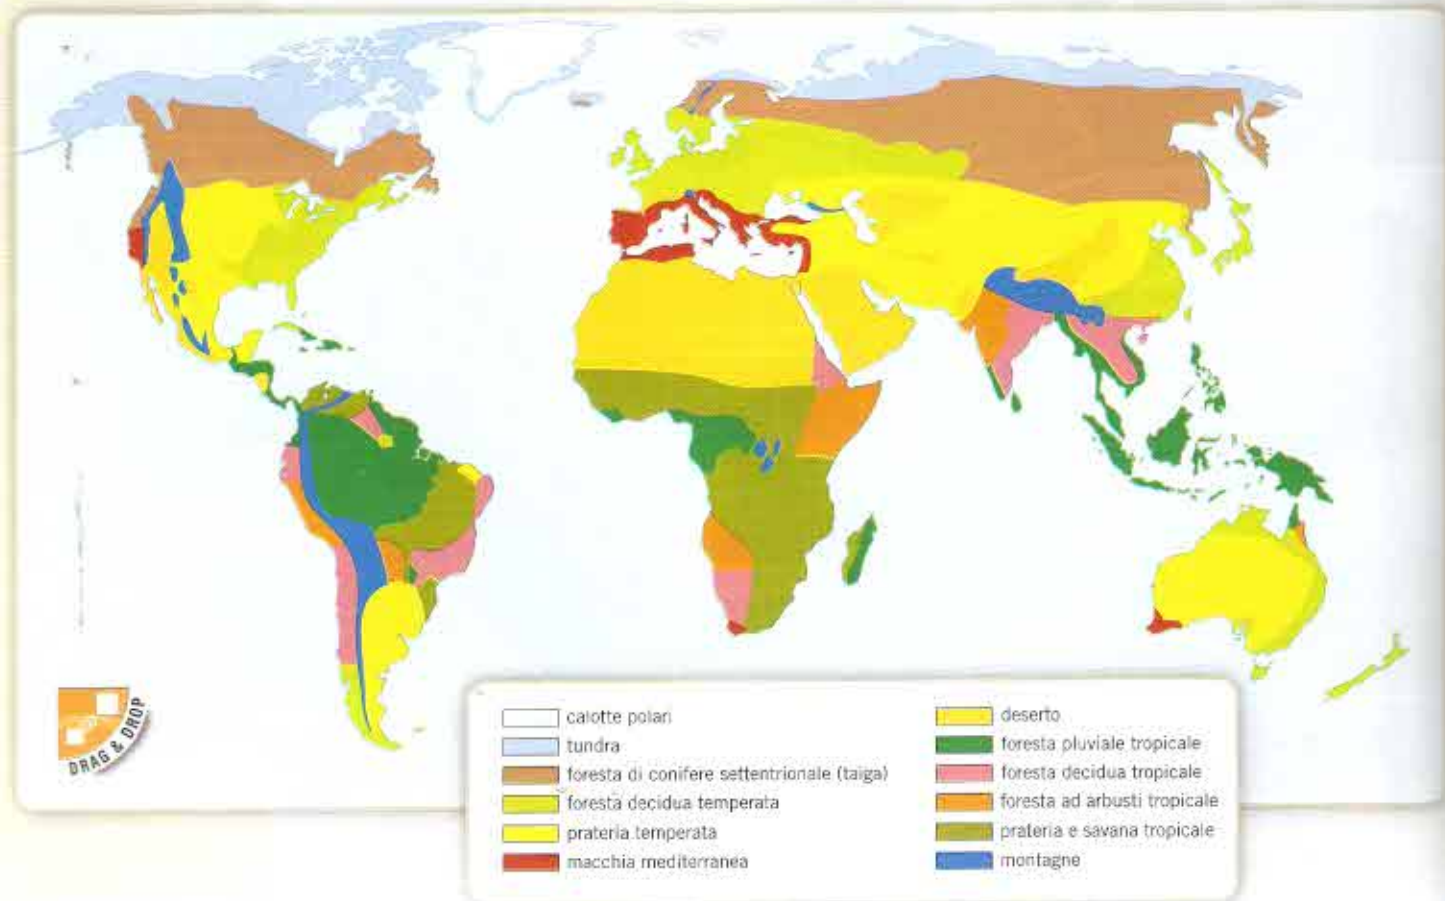 DRAG & DROP
calotte polari
tundra
foresta di conifere settentrionale (taiga)
foresta decidua temperata
prateria temperata
macchia mediterranea
deserto
foresta pluviale tropicale
foresta decidua tropicale
foresta ad arbusti tropicale
prateria e savana tropicale
montagne